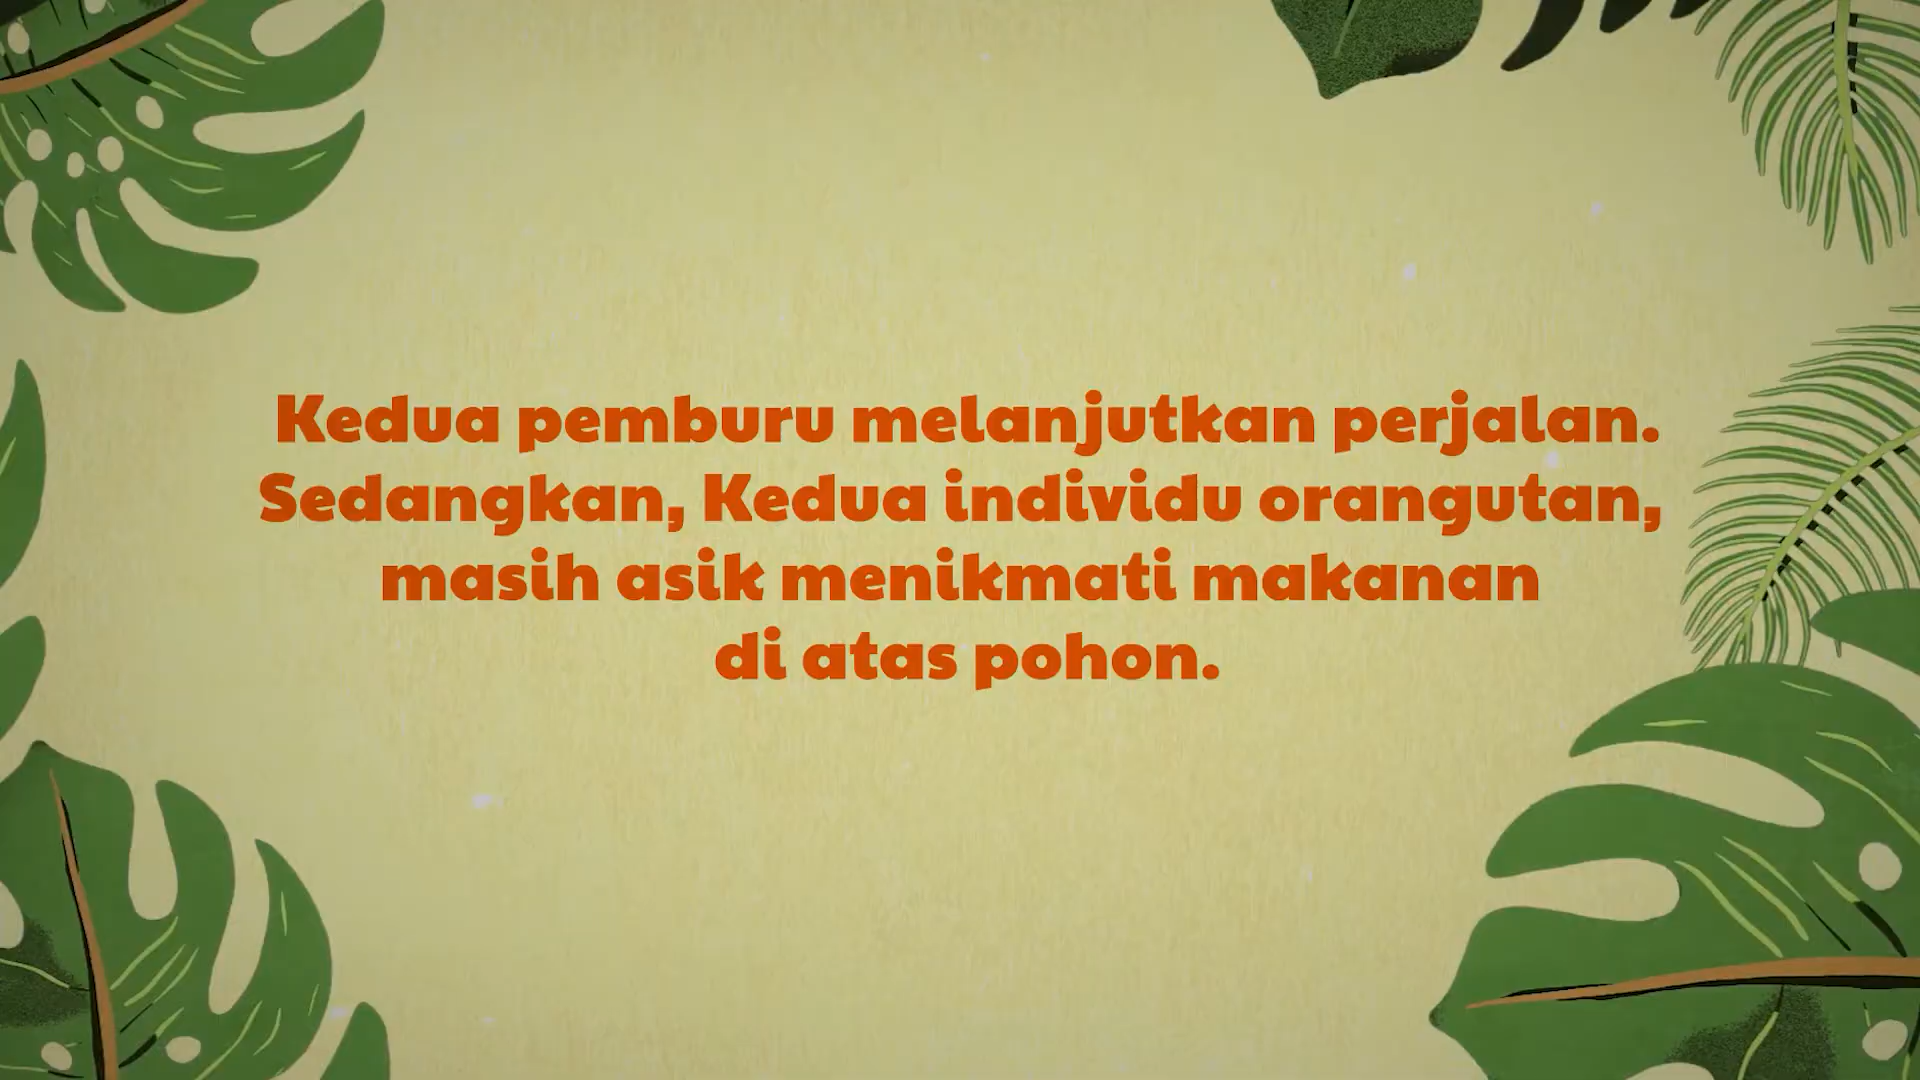 Kedua pemburu melanjutkan perjalan.
Sedangkan, Kedua individu orangutan,
masih asik menikmati makanan
di atas pohon.